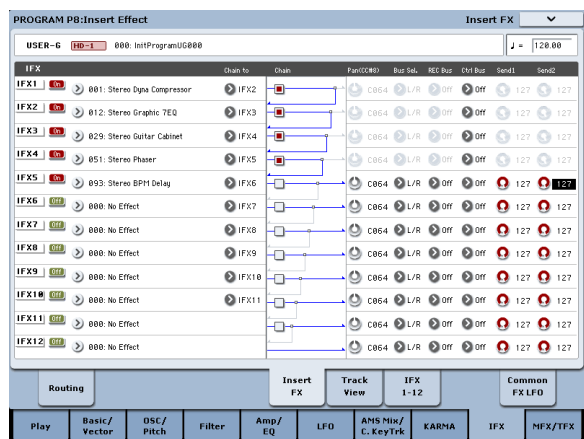 PROGRAM P8:Insert Effect Insert FX
USER-G HD-1 000: InitProgramUG000 ♩= 120.00
IFX Chain to Chain Pan(CC#8) Bus Sel. REC Bus Ctrl Bus Send1 Send2
IFX1 On 001: Stereo Dyna Compressor IFX2 C064 L/R Off Off 127 127
IFX2 On 012: Stereo Graphic 7EQ IFX3 C064 L/R Off Off 127 127
IFX3 On 029: Stereo Guitar Cabinet IFX4 C064 L/R Off Off 127 127
IFX4 On 051: Stereo Phaser IFX5 C064 L/R Off Off 127 127
IFX5 On 093: Stereo BPM Delay IFX6 C064 L/R Off Off 127 127
IFX6 Off 000: No Effect IFX7 C064 L/R Off Off 127 127
IFX7 Off 000: No Effect IFX8 C064 L/R Off Off 127 127
IFX8 Off 000: No Effect IFX9 C064 L/R Off Off 127 127
IFX9 Off 000: No Effect IFX10 C064 L/R Off Off 127 127
IFX10 Off 000: No Effect IFX11 C064 L/R Off Off 127 127
IFX11 Off 000: No Effect C064 L/R Off Off 127 127
IFX12 Off 000: No Effect C064 L/R Off Off 127 127
Routing Insert FX Track View IFX 1-12 Common FX LFO
Play Basic/ Vector OSC/ Pitch Filter Amp/ EQ LFO AMS Mix/ C. KeyTrk KARMA IFX MFX/TFX